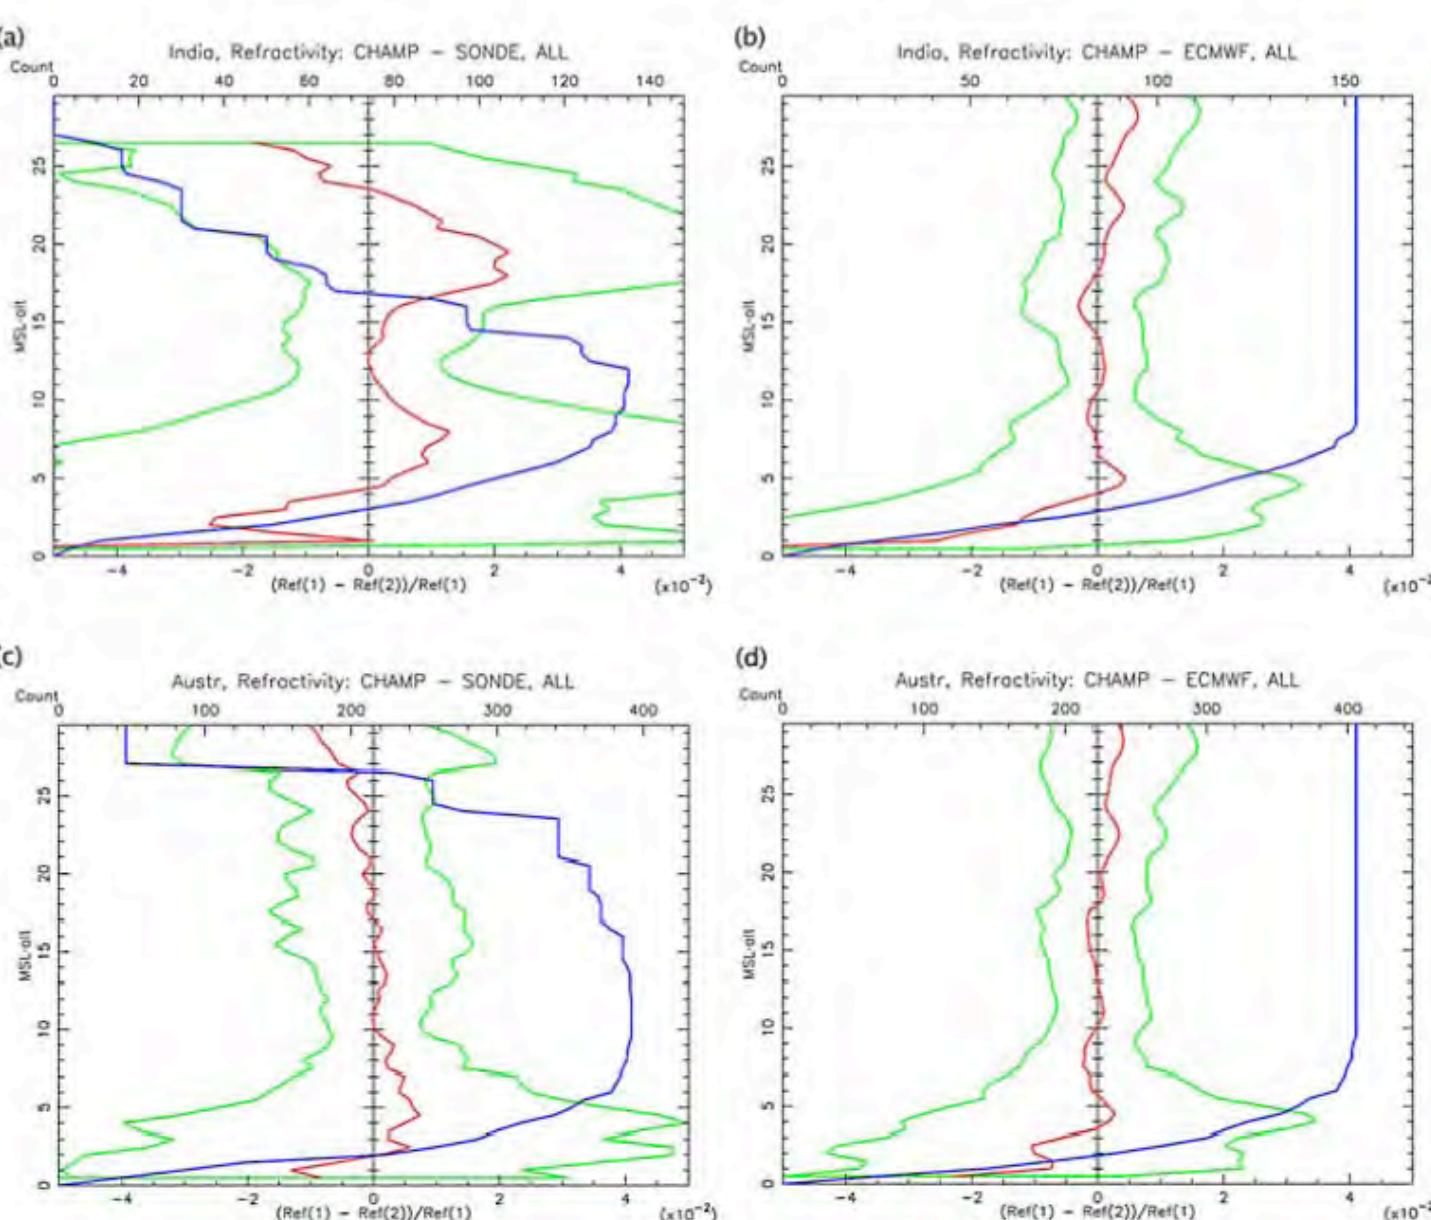 (a)
India, Refractivity: CHAMP – SONDE, ALL
Count
0 20 40 60 80 100 120 140
25
20
15
10
5
0
MSL-alt
−4 −2 0 2 4
(Ref(1) – Ref(2))/Ref(1) (x10⁻²)
(b)
India, Refractivity: CHAMP – ECMWF, ALL
Count
0 50 100 150
25
20
15
10
5
0
MSL-alt
−4 −2 0 2 4
(Ref(1) – Ref(2))/Ref(1) (x10⁻²
(c)
Austr, Refractivity: CHAMP – SONDE, ALL
Count
0 100 200 300 400
25
20
15
10
5
0
MSL-alt
−4 −2 0 2 4
(Ref(1) – Ref(2))/Ref(1) (x10⁻²)
(d)
Austr, Refractivity: CHAMP – ECMWF, ALL
Count
0 100 200 300 400
25
20
15
10
5
0
MSL-alt
−4 −2 0 2 4
(Ref(1) – Ref(2))/Ref(1) (x10⁻²